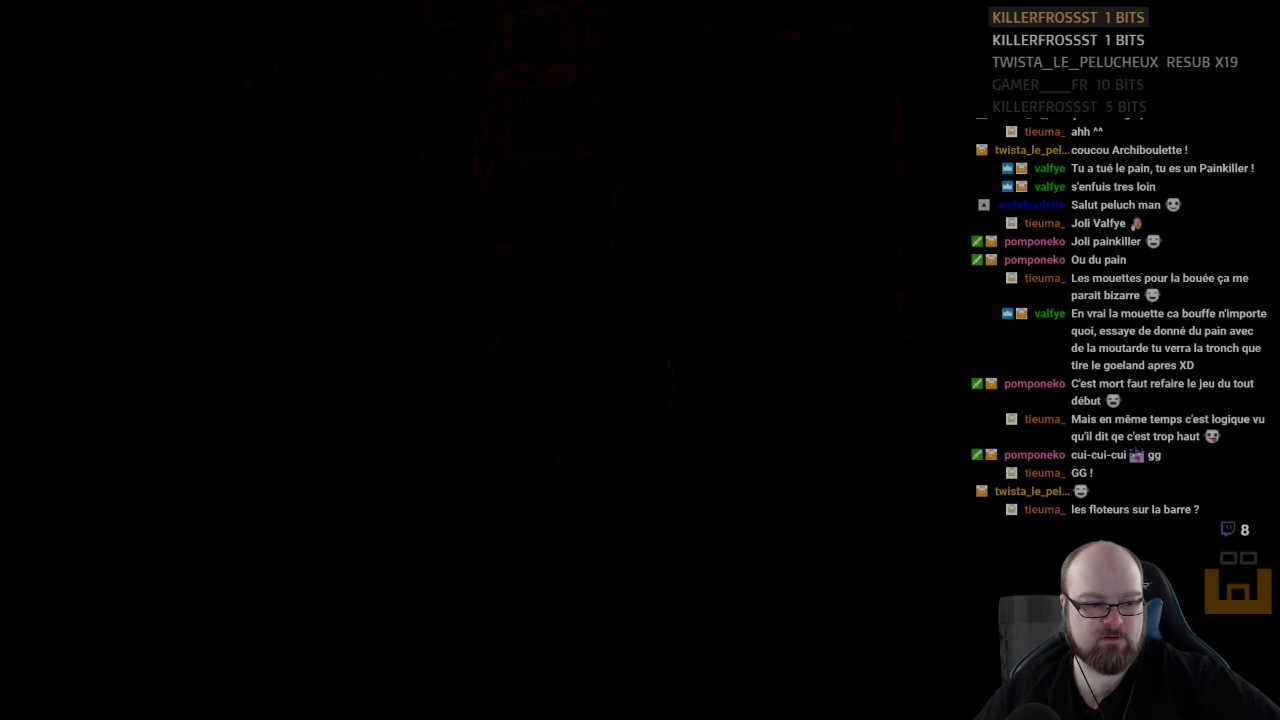 KILLERFROSSST 1 BITS
KILLERFROSSST 1 BITS
TWISTA__LE__PELUCHEUX RESUB X19
GAMER____FR 10 BITS
KILLERFROSSST 5 BITS
tieuma_ ahh ^^
twista_le_pel... coucou Archiboulette !
valfye Tu a tué le pain, tu es un Painkiller !
valfye s'enfuis tres loin
archiboulette Salut peluch man
tieuma_ Joli Valfye
pomponeko Joli painkiller
pomponeko Ou du pain
tieuma_ Les mouettes pour la bouée ça me
parait bizarre
valfye En vrai la mouette ca bouffe n'importe
quoi, essaye de donné du pain avec
de la moutarde tu verra la tronch que
tire le goeland apres XD
pomponeko C'est mort faut refaire le jeu du tout
début
tieuma_ Mais en même temps c'est logique vu
qu'il dit qe c'est trop haut
pomponeko cui-cui-cui gg
tieuma_ GG !
twista_le_pel...
tieuma_ les floteurs sur la barre ?
8